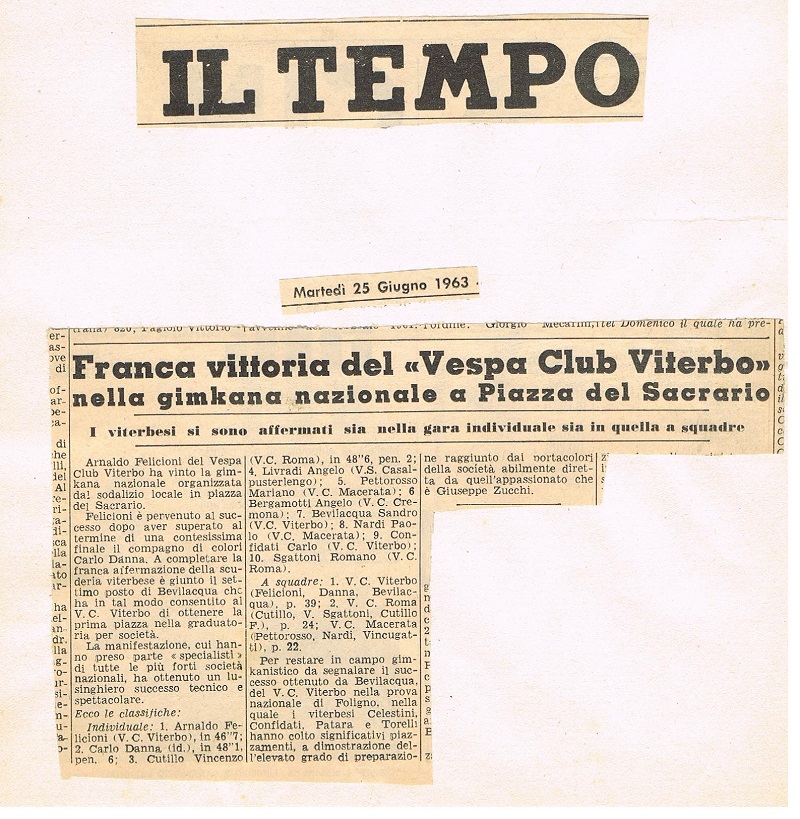 IL TEMPO
Martedì 25 Giugno 1963
Giorgio Mecarini,
tel Domenico il quale ha pre-
Franca vittoria del «Vespa Club Viterbo»
nella gimkana nazionale a Piazza del Sacrario
I viterbesi si sono affermati sia nella gara individuale sia in quella a squadre
Arnaldo Felicioni del Vespa
Club Viterbo ha vinto la gim-
kana nazionale organizzata
dal sodalizio locale in piazza
del Sacrario.
Felicioni è pervenuto al suc-
cesso dopo aver superato al
termine di una contesissima
finale il compagno di colori
Carlo Danna. A completare la
franca affermazione della scu-
deria viterbese è giunto il set-
timo posto di Bevilacqua che
ha in tal modo consentito al
V. C. Viterbo di ottenere la
prima piazza nella graduato-
ria per società.
La manifestazione, cui han-
no preso parte «specialisti»
di tutte le più forti società
nazionali, ha ottenuto un lu-
singhiero successo tecnico e
spettacolare.
Ecco le classifiche:
Individuale: 1. Arnaldo Fe-
licioni (V. C. Viterbo), in 46"7;
2. Carlo Danna (id.), in 48"1,
pen. 6; 3. Cutillo Vincenzo
(V.C. Roma), in 48"6, pen. 2;
4. Livradi Angelo (V.S. Casal-
pusterlengo); 5. Pettorosso
Mariano (V. C. Macerata); 6
Bergamotti Angelo (V. C. Cre-
mona); 7. Bevilacqua Sandro
(V.C. Viterbo); 8. Nardi Pao-
lo (V.C. Macerata); 9. Con-
fidati Carlo (V. C. Viterbo);
10. Sgattoni Romano (V. C.
Roma).
A squadre: 1. V. C. Viterbo
(Felicioni, Danna, Bevilac-
qua), p. 39; 2. V. C. Roma
(Cutillo, V. Sgattoni, Cutillo
F.), p. 24; V. C. Macerata
(Pettorosso, Nardi, Vincugat-
ti), p. 22.
Per restare in campo gim-
kanistico da segnalare il suc-
cesso ottenuto da Bevilacqua,
del V. C. Viterbo nella prova
nazionale di Foligno, nella
quale i viterbesi Celestini,
Confidati, Patara e Torelli
hanno colto significativi piaz-
zamenti, a dimostrazione del-
l'elevato grado di preparazio-
ne raggiunto dai portacolori
della società abilmente diret-
ta da quell'appassionato che
è Giuseppe Zucchi.